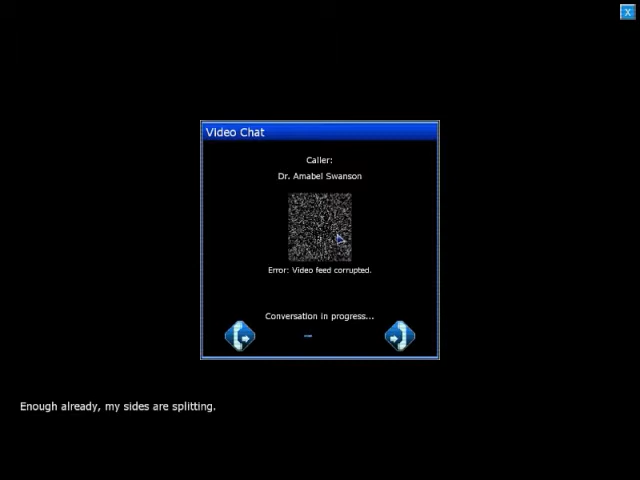 X
Video Chat
Caller:
Dr. Amabel Swanson
Error: Video feed corrupted.
Conversation in progress...
Enough already, my sides are splitting.